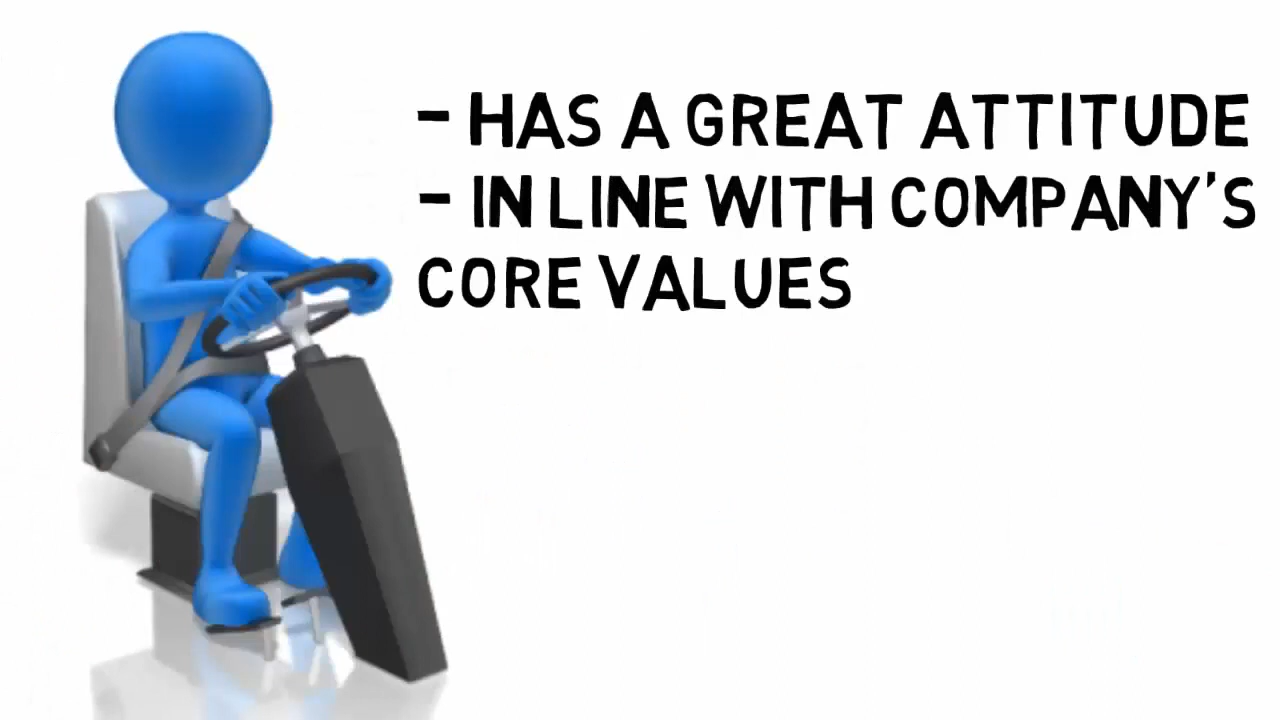 - HAS A GREAT ATTITUDE
- IN LINE WITH COMPANY'S
CORE VALUES